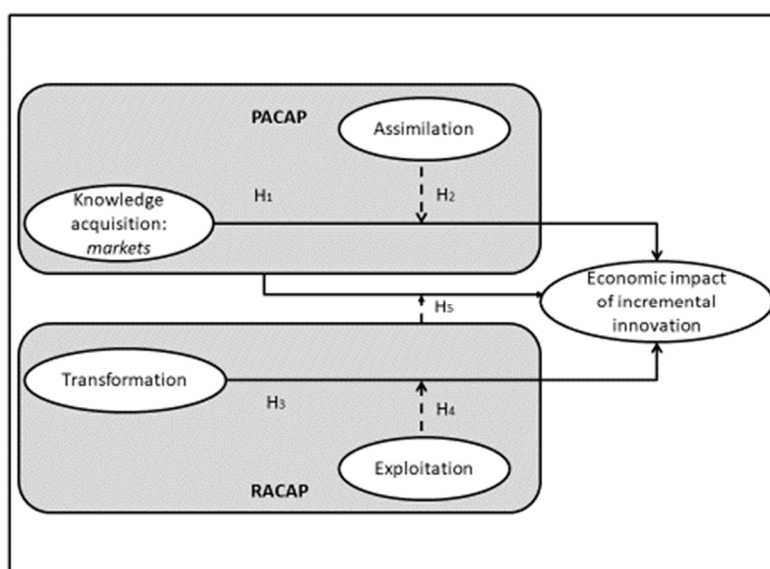 PACAP
Assimilation
H₁
H₂
Knowledge
acquisition:
markets
Economic impact
of incremental
innovation
H₅
Transformation
H₃
H₄
Exploitation
RACAP